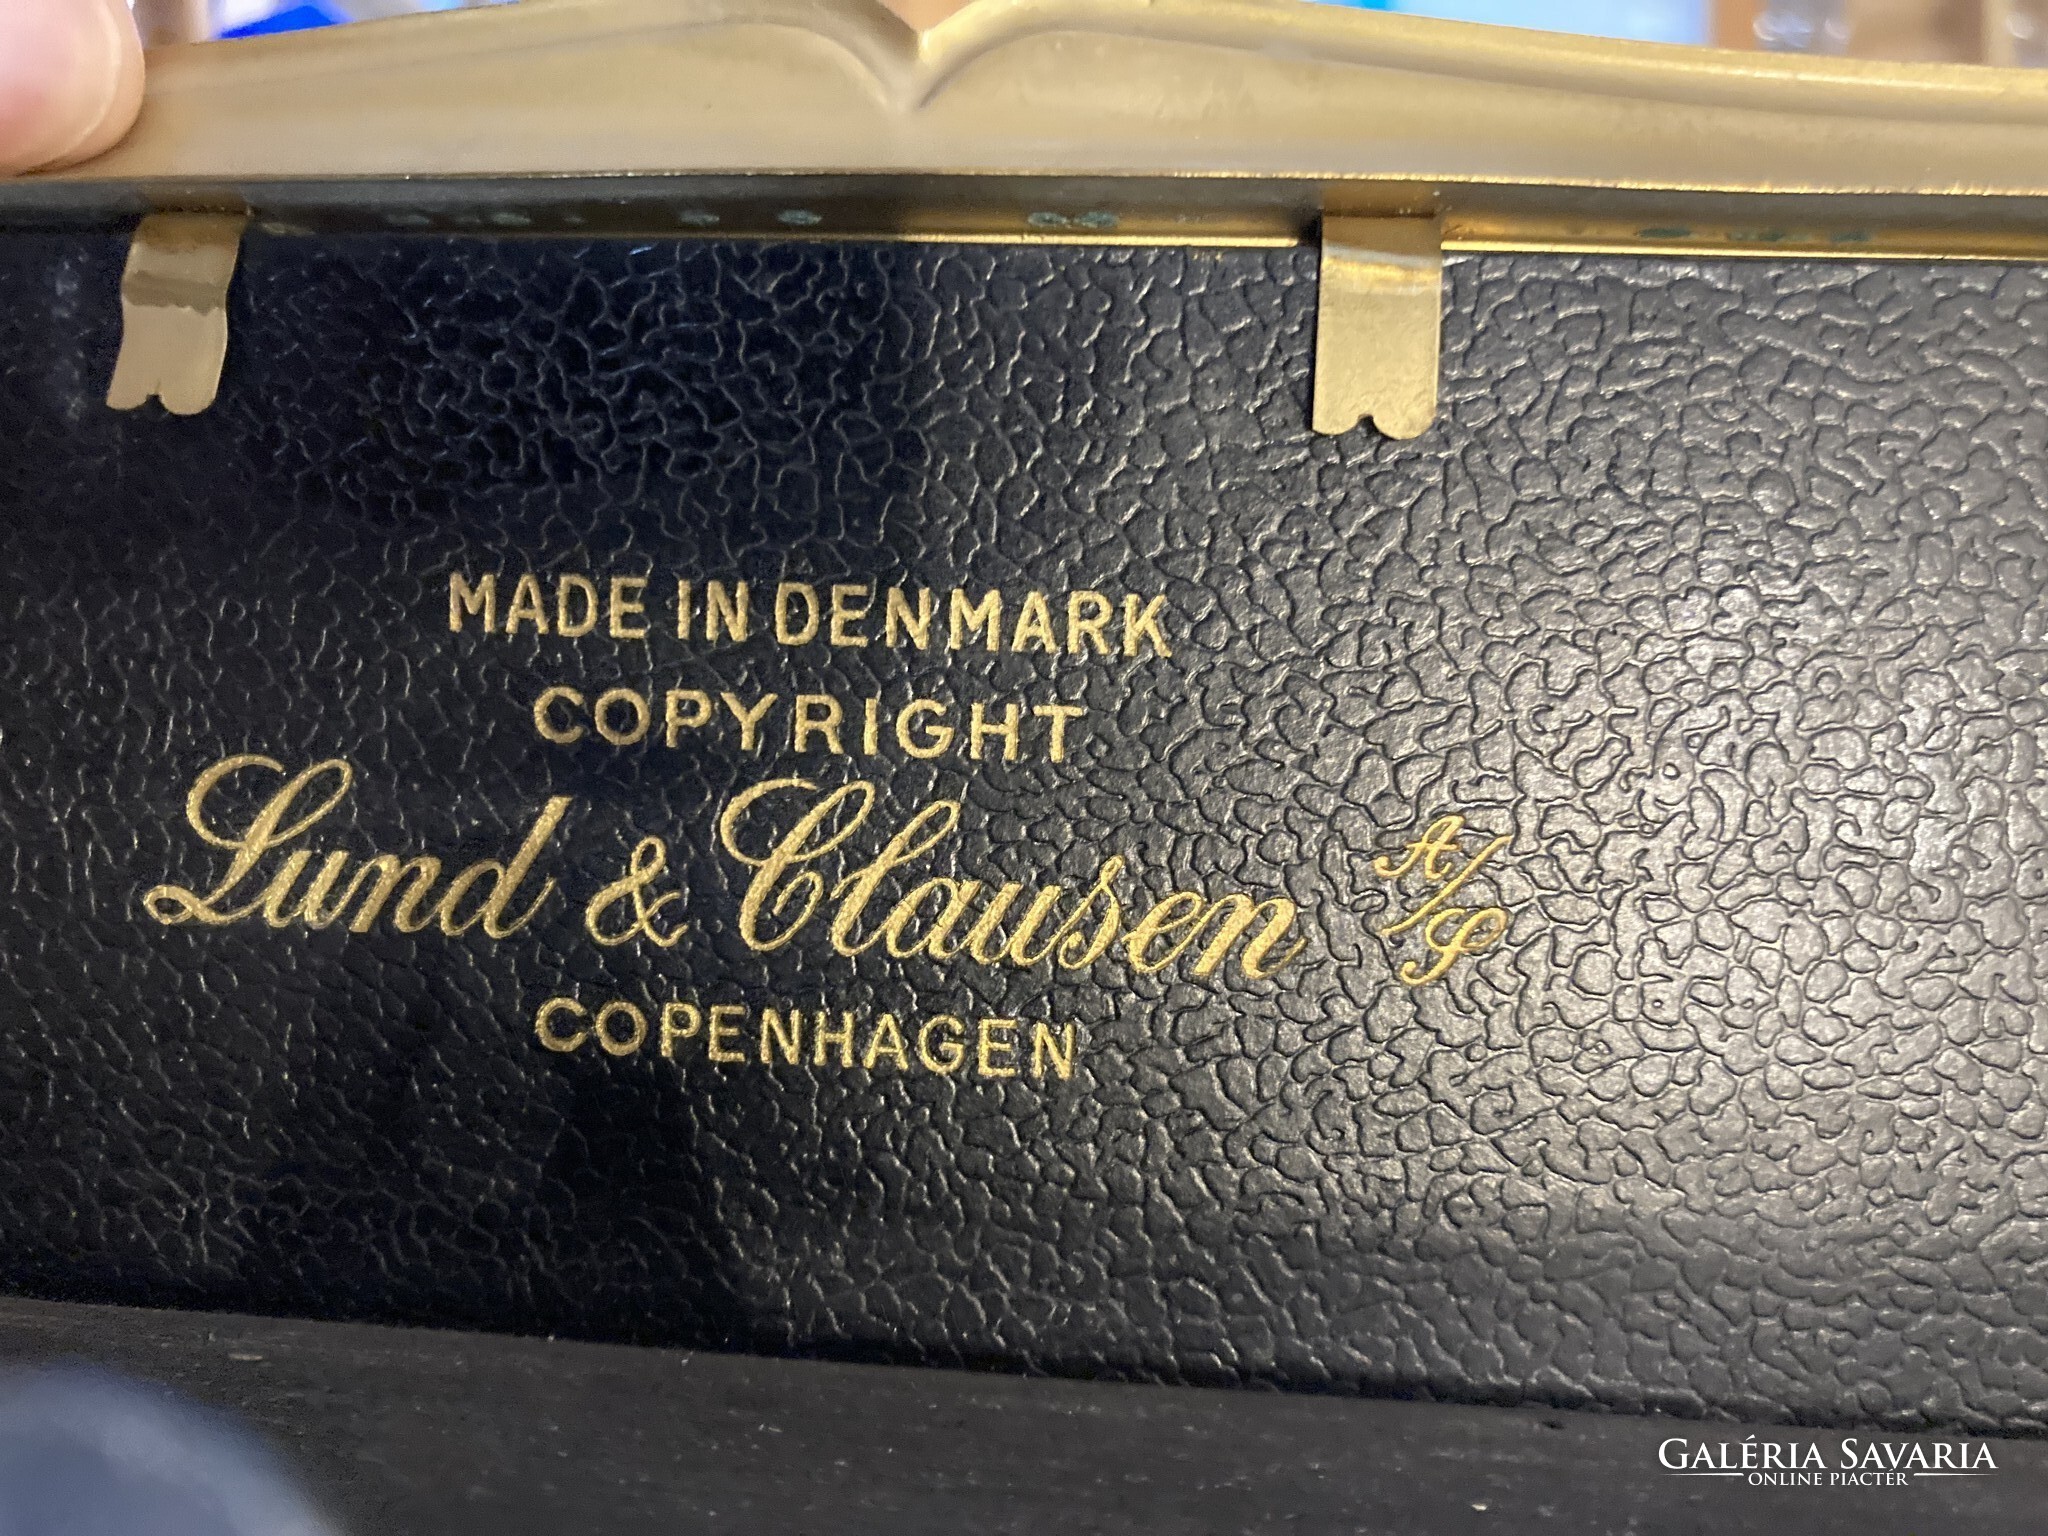 MADE IN DENMARK
COPYRIGHT
Lund & Clausen A/S
COPENHAGEN
GALÉRIA SAVARIA
ONLINE PIACTÉR